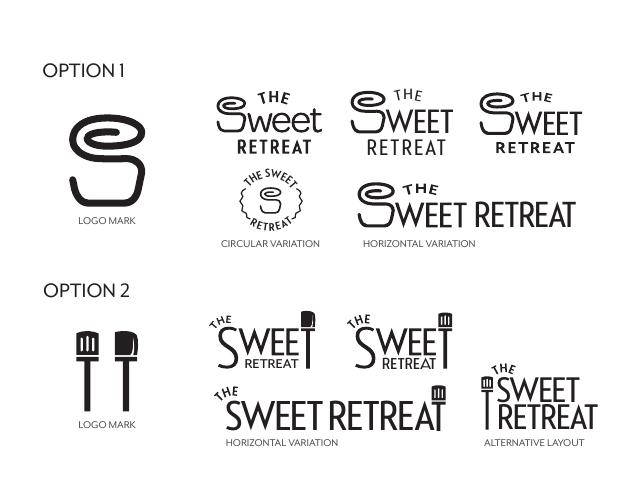 OPTION 1
LOGO MARK
THE
Sweet
RETREAT
THE
SWEET
RETREAT
THE
SWEET
RETREAT
THE SWEET
RETREAT
CIRCULAR VARIATION
THE
SWEET RETREAT
HORIZONTAL VARIATION
OPTION 2
LOGO MARK
THE
SWEET
RETREAT
THE
SWEET
RETREAT
THE
SWEET RETREAT
HORIZONTAL VARIATION
THE
SWEET
RETREAT
ALTERNATIVE LAYOUT